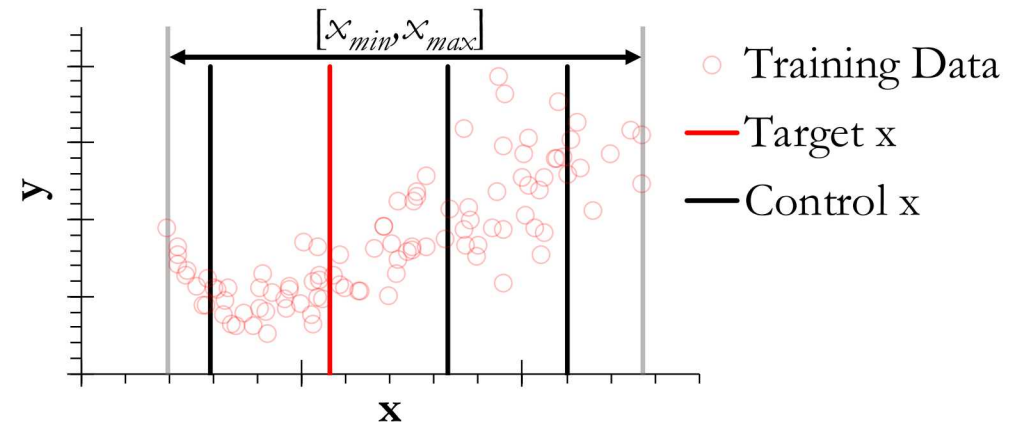 [x_min,x_max]
Training Data
Target x
Control x
y
x